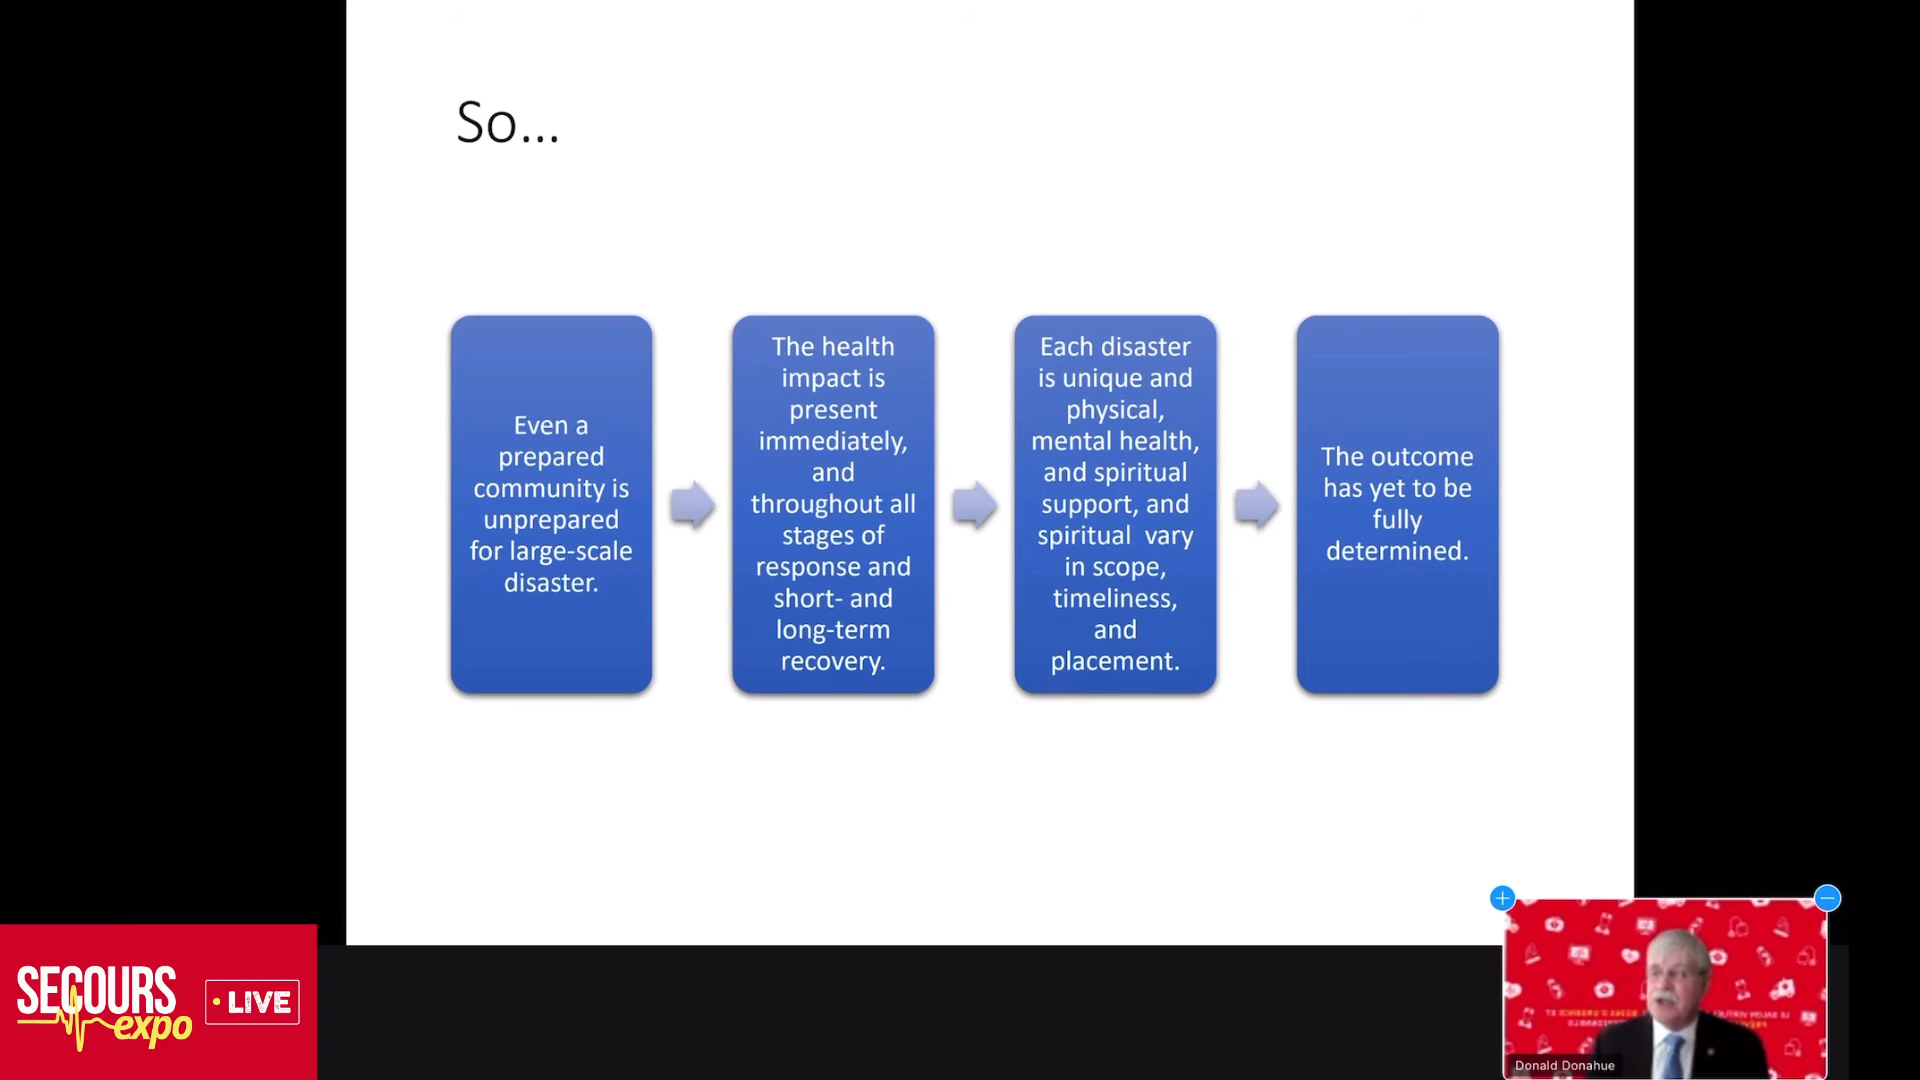 So...
Even a
prepared
community is
unprepared
for large-scale
disaster.
The health
impact is
present
immediately,
and
throughout all
stages of
response and
short- and
long-term
recovery.
Each disaster
is unique and
physical,
mental health,
and spiritual
support, and
spiritual  vary
in scope,
timeliness,
and
placement.
The outcome
has yet to be
fully
determined.
SECOURS
expo
LIVE
Donald Donahue